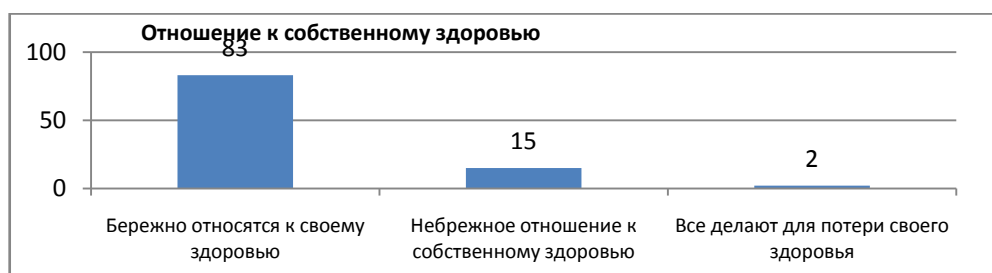 Отношение к собственному здоровью
83
100
50
15
2
0
Бережно относятся к своему
здоровью
Небрежное отношение к
собственному здоровью
Все делают для потери своего
здоровья